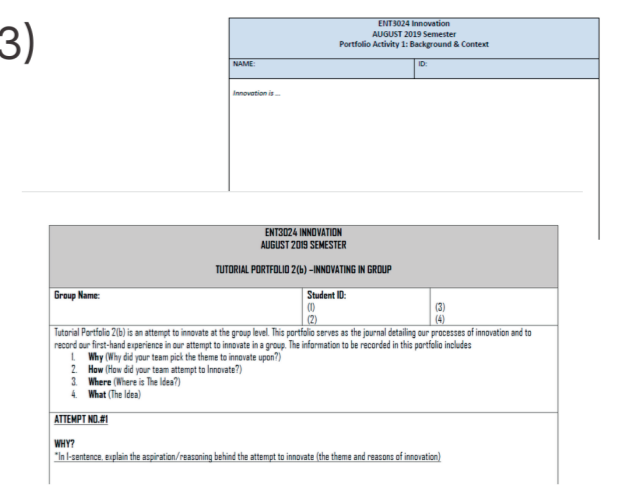 3)
ENT3024 Innovation
AUGUST 2019 Semester
Portfolio Activity 1: Background & Context
NAME: ID:
Innovation is ...
ENT3024 INNOVATION
AUGUST 2019 SEMESTER
TUTORIAL PORTFOLIO 2(b) –INNOVATING IN GROUP
Group Name: Student ID:
(1) (3)
(2) (4)
Tutorial Portfolio 2(b) is an attempt to innovate at the group level. This portfolio serves as the journal detailing our processes of innovation and to
record our first-hand experience in our attempt to innovate in a group. The information to be recorded in this portfolio includes
1. Why (Why did your team pick the theme to innovate upon?)
2. How (How did your team attempt to Innovate?)
3. Where (Where is The Idea?)
4. What (The Idea)
ATTEMPT NO.#1
WHY?
*In 1-sentence, explain the aspiration/reasoning behind the attempt to innovate (the theme and reasons of innovation)